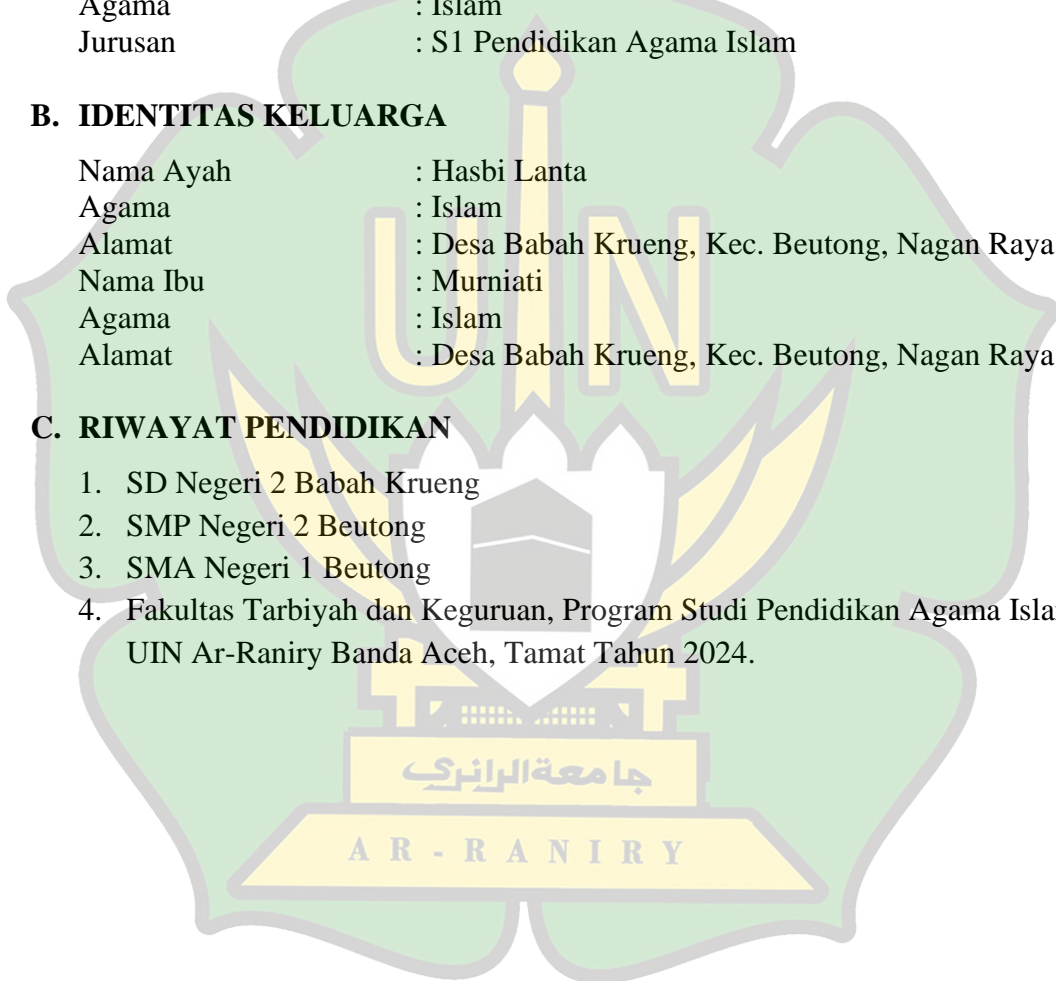 Agama : Islam
Jurusan : S1 Pendidikan Agama Islam
B. IDENTITAS KELUARGA
Nama Ayah : Hasbi Lanta
Agama : Islam
Alamat : Desa Babah Krueng, Kec. Beutong, Nagan Raya
Nama Ibu : Murniati
Agama : Islam
Alamat : Desa Babah Krueng, Kec. Beutong, Nagan Raya
C. RIWAYAT PENDIDIKAN
1. SD Negeri 2 Babah Krueng
2. SMP Negeri 2 Beutong
3. SMA Negeri 1 Beutong
4. Fakultas Tarbiyah dan Keguruan, Program Studi Pendidikan Agama Isla
UIN Ar-Raniry Banda Aceh, Tamat Tahun 2024.
UIN
جامعةالرانري
AR-RANIRY